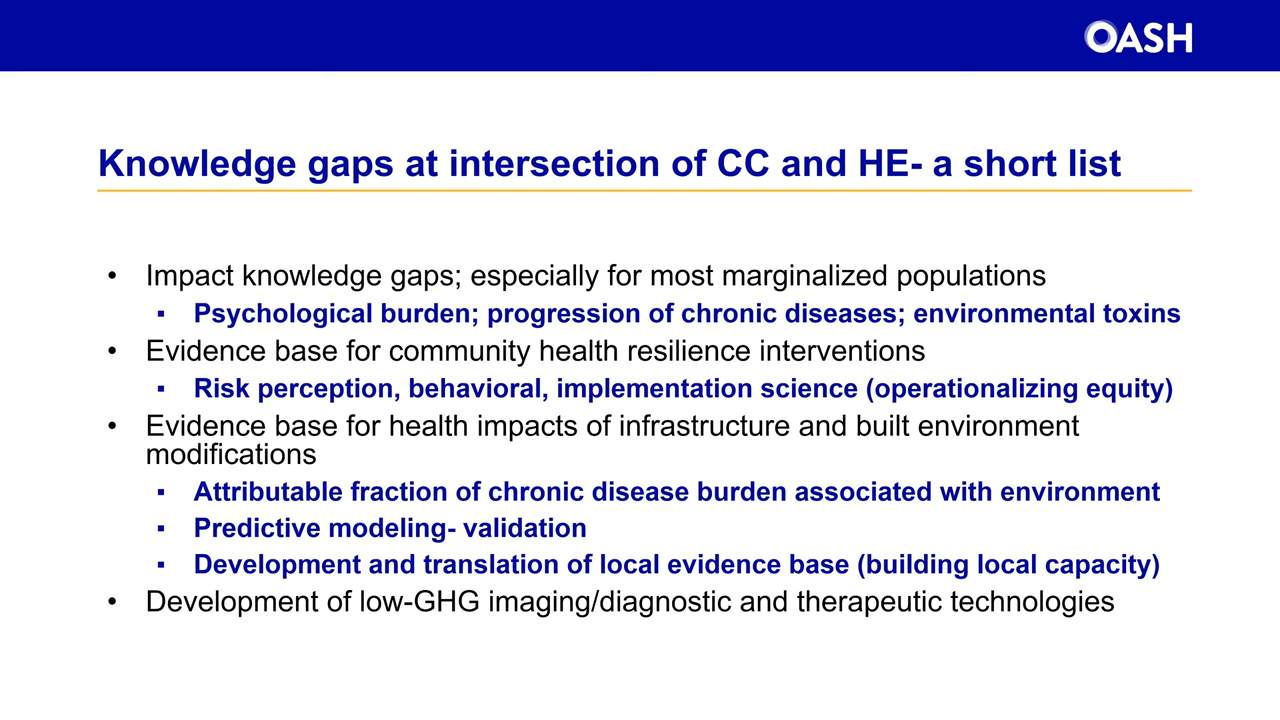 OASH
Knowledge gaps at intersection of CC and HE- a short list
• Impact knowledge gaps; especially for most marginalized populations
▪ Psychological burden; progression of chronic diseases; environmental toxins
• Evidence base for community health resilience interventions
▪ Risk perception, behavioral, implementation science (operationalizing equity)
• Evidence base for health impacts of infrastructure and built environment
modifications
▪ Attributable fraction of chronic disease burden associated with environment
▪ Predictive modeling- validation
▪ Development and translation of local evidence base (building local capacity)
• Development of low-GHG imaging/diagnostic and therapeutic technologies